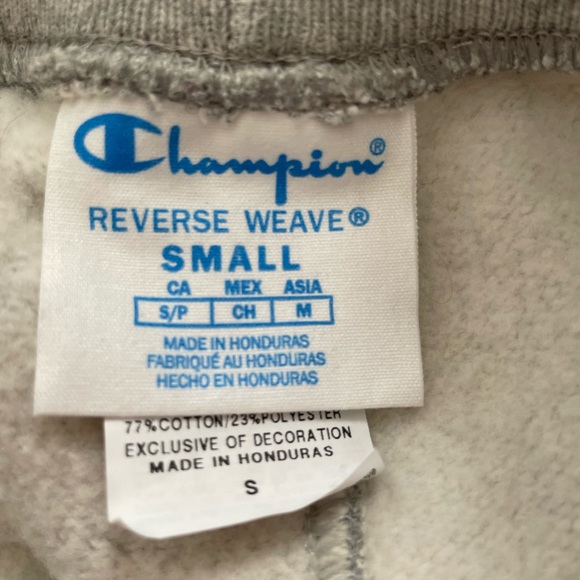 Champion®
REVERSE WEAVE®
SMALL
CA MEX ASIA
S/P CH M
MADE IN HONDURAS
FABRIQUÉ AU HONDURAS
HECHO EN HONDURAS
77%COTTON/23%POLYESTER
EXCLUSIVE OF DECORATION
MADE IN HONDURAS
S